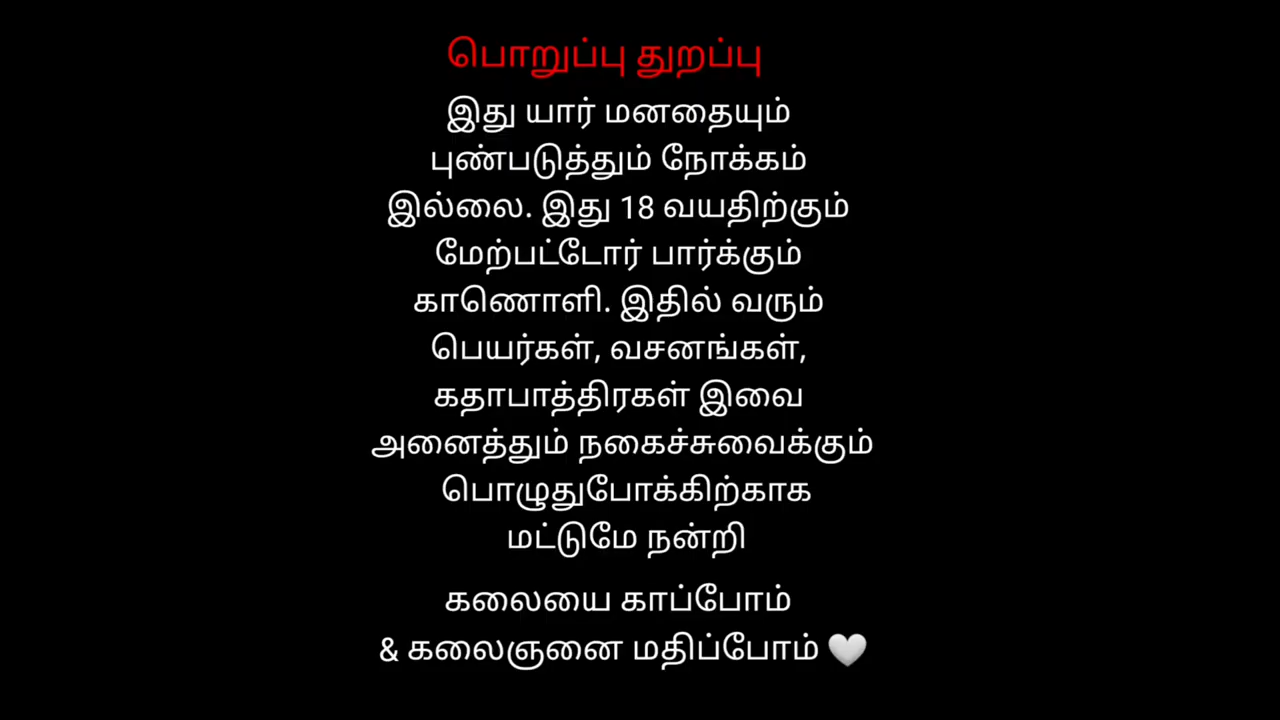 பொறுப்பு துறப்பு
இது யார் மனதையும்
புண்படுத்தும் நோக்கம்
இல்லை. இது 18 வயதிற்கும்
மேற்பட்டோர் பார்க்கும்
காணொளி. இதில் வரும்
பெயர்கள், வசனங்கள்,
கதாபாத்திரகள் இவை
அனைத்தும் நகைச்சுவைக்கும்
பொழுதுபோக்கிற்காக
மட்டுமே நன்றி
கலையை காப்போம்
& கலைஞனை மதிப்போம் 🤍